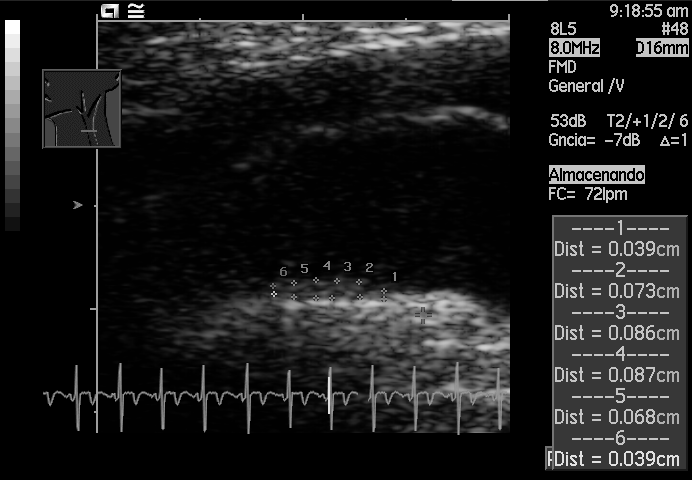 9:18:55 am
8L5 #48
8.0MHz D16mm
FMD
General /V
53dB T2/+1/2/ 6
Gncia= -7dB Δ=1
Almacenando
FC= 72lpm
6 5 4 3 2 1
----1----
Dist = 0.039cm
----2----
Dist = 0.073cm
----3----
Dist = 0.086cm
----4----
Dist = 0.087cm
----5----
Dist = 0.068cm
----6----
Dist = 0.039cm